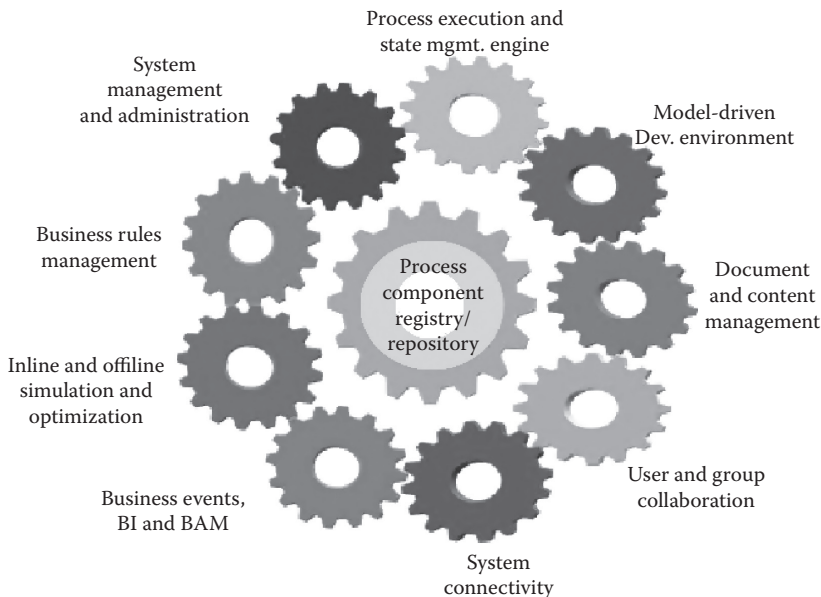 Process execution and
state mgmt. engine
System
management
and administration
Model-driven
Dev. environment
Business rules
management
Process
component
registry/
repository
Document
and content
management
Inline and offiline
simulation and
optimization
User and group
collaboration
Business events,
BI and BAM
System
connectivity